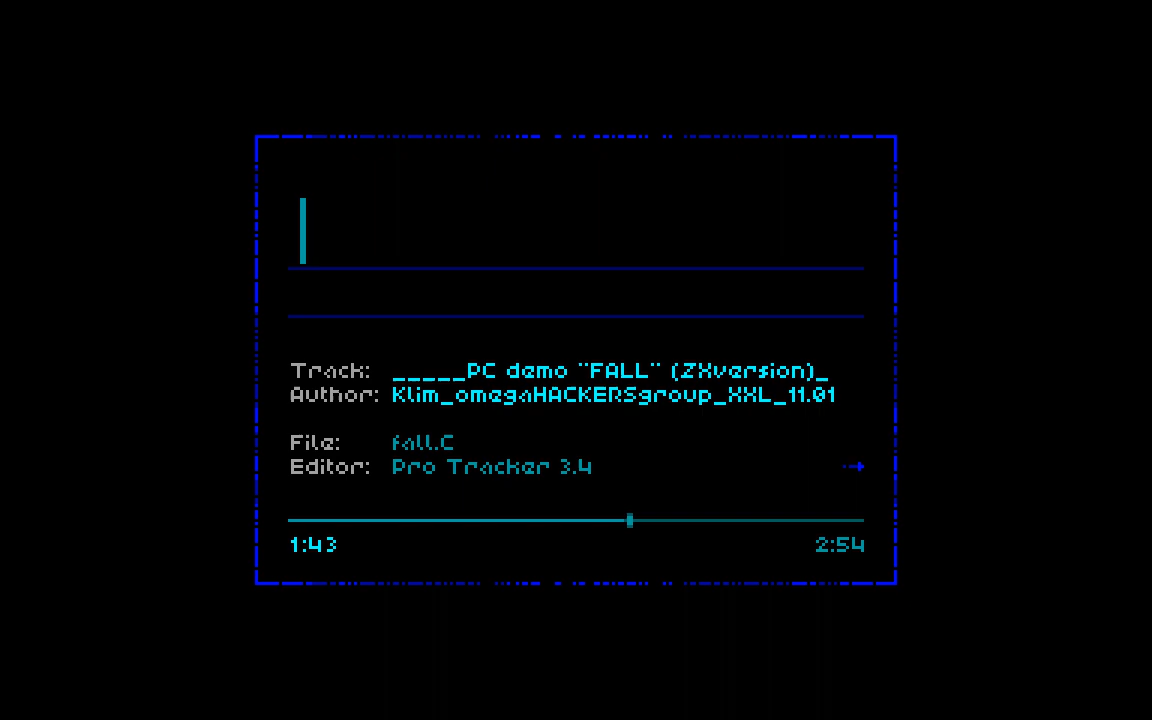 Track: _____PC demo "FALL" (ZXversion)_
Author: Klim_omegaHACKERSgroup_XXL_11.01
File: fall.C
Editor: Pro Tracker 3.4
1:43 2:54